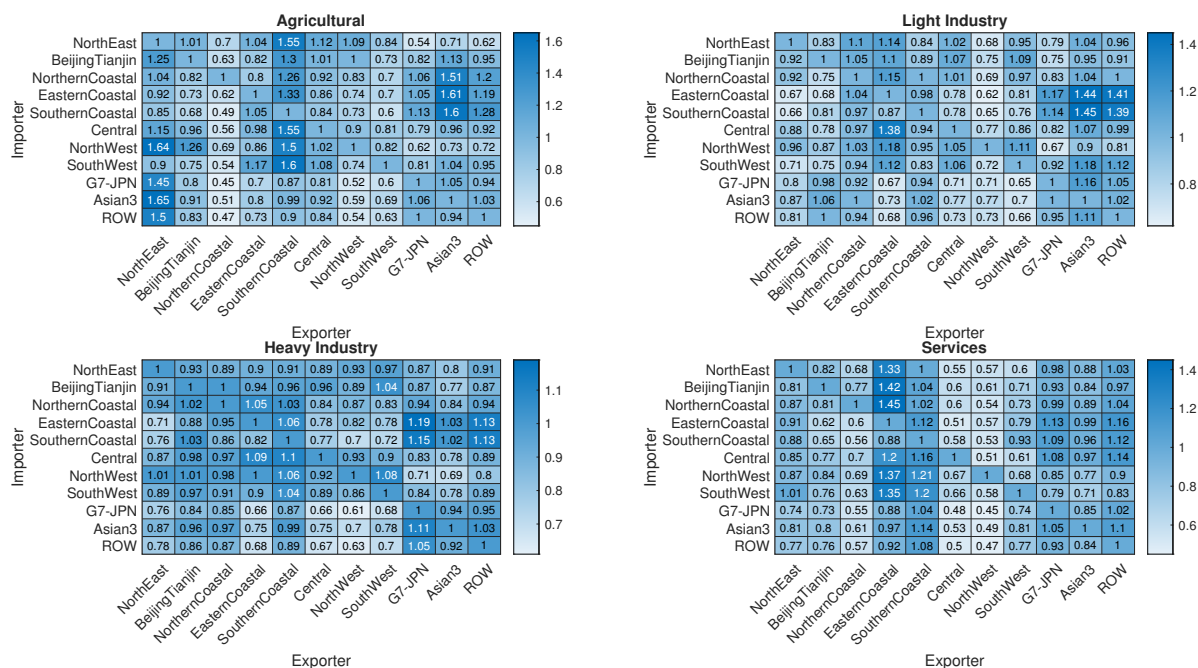 Agricultural
NorthEast 1 1.01 0.7 1.04 1.55 1.12 1.09 0.84 0.54 0.71 0.62
BeijingTianjin 1.25 1 0.63 0.82 1.3 1.01 1 0.7 0.82 1.13 0.95
NorthernCoastal 1.04 0.82 1 0.8 1.26 0.92 0.83 0.7 1.06 1.51 1.2
EasternCoastal 0.92 0.73 0.62 1 1.33 0.86 0.74 0.7 1.05 1.61 1.19
SouthernCoastal 0.85 0.68 0.49 1.05 1 0.84 0.73 0.6 1.13 1.6 1.28
Central 1.15 0.96 0.56 0.98 1.55 1 0.9 0.81 0.79 0.96 0.92
NorthWest 1.64 1.26 0.69 0.86 1.5 1.02 1 0.82 0.62 0.73 0.72
SouthWest 0.9 0.75 0.54 1.17 1.6 1.08 0.74 1 0.81 1.04 0.95
G7-JPN 1.45 0.8 0.45 0.7 0.87 0.81 0.52 0.6 1 1.05 0.94
Asian3 1.65 0.91 0.51 0.8 0.99 0.92 0.59 0.69 1.06 1 1.03
ROW 1.5 0.83 0.47 0.73 0.9 0.84 0.54 0.63 1 0.94 1
NorthEast BeijingTianjin NorthernCoastal EasternCoastal SouthernCoastal Central NorthWest SouthWest G7-JPN Asian3 ROW
Exporter
Importer
1.6
1.4
1.2
1
0.8
0.6
Light Industry
NorthEast 1 0.83 1.1 1.14 0.84 1.02 0.68 0.95 0.79 1.04 0.96
BeijingTianjin 0.92 1 1.05 1.1 0.89 1.07 0.75 1.09 0.75 0.95 0.91
NorthernCoastal 0.92 0.75 1 1.15 1.01 1.01 0.69 0.97 0.83 1.04 1
EasternCoastal 0.67 0.68 1.04 1 0.98 0.78 0.62 0.81 1.17 1.44 1.41
SouthernCoastal 0.66 0.81 0.97 0.87 1 0.78 0.65 0.76 1.14 1.45 1.39
Central 0.88 0.78 0.97 1.38 0.94 1 0.77 0.86 0.82 1.07 0.99
NorthWest 0.96 0.87 1.03 1.18 0.95 1.02 1 1.11 0.67 0.9 0.81
SouthWest 0.71 0.75 0.94 1.12 0.83 1.06 0.72 1 0.92 1.18 1.12
G7-JPN 0.8 0.98 0.92 0.67 0.94 0.71 0.71 0.65 1 1.16 1.05
Asian3 0.87 1.06 1 0.73 1.02 0.77 0.77 0.7 1 1 1.02
ROW 0.81 1 0.94 0.68 0.96 0.73 0.73 0.66 0.95 1.11 1
NorthEast BeijingTianjin NorthernCoastal EasternCoastal SouthernCoastal Central NorthWest SouthWest G7-JPN Asian3 ROW
Exporter
Importer
1.4
1.2
1
0.8
Heavy Industry
NorthEast 1 0.93 0.89 0.9 0.91 0.89 0.93 0.97 0.87 0.8 0.91
BeijingTianjin 0.91 1 1 0.94 0.96 0.96 0.89 1.04 0.87 0.77 0.87
NorthernCoastal 0.94 1.02 1 1.05 1.03 0.84 0.87 0.83 0.94 0.84 0.94
EasternCoastal 0.71 0.88 0.95 1 1.06 0.78 0.82 0.78 1.19 1.03 1.13
SouthernCoastal 0.76 1.03 0.86 0.82 1 0.77 0.7 0.72 1.15 1.02 1.13
Central 0.87 0.98 0.97 1.09 1.1 1 0.93 0.9 0.83 0.78 0.89
NorthWest 1.01 1.01 0.98 1 1.06 0.92 1 1.08 0.71 0.69 0.8
SouthWest 0.89 0.97 0.91 0.9 1.04 0.89 0.86 1 0.84 0.78 0.89
G7-JPN 0.76 0.84 0.85 0.66 0.87 0.66 0.61 0.68 1 0.94 0.95
Asian3 0.87 0.96 0.97 0.75 0.99 0.75 0.7 0.78 1.11 1 1.03
ROW 0.78 0.86 0.87 0.68 0.89 0.67 0.63 0.7 1.05 0.92 1
NorthEast BeijingTianjin NorthernCoastal EasternCoastal SouthernCoastal Central NorthWest SouthWest G7-JPN Asian3 ROW
Exporter
Importer
1.1
1
0.9
0.8
0.7
Services
NorthEast 1 0.82 0.68 1.33 1 0.55 0.57 0.6 0.98 0.88 1.03
BeijingTianjin 0.81 1 0.77 1.42 1.04 0.6 0.61 0.71 0.93 0.84 0.97
NorthernCoastal 0.87 0.81 1 1.45 1.02 0.6 0.54 0.73 0.99 0.89 1.04
EasternCoastal 0.91 0.62 0.6 1 1.12 0.51 0.57 0.79 1.13 0.99 1.16
SouthernCoastal 0.88 0.65 0.56 0.88 1 0.58 0.53 0.93 1.09 0.96 1.12
Central 0.85 0.77 0.7 1.2 1.16 1 0.51 0.61 1.08 0.97 1.14
NorthWest 0.87 0.84 0.69 1.37 1.21 0.67 1 0.68 0.85 0.77 0.9
SouthWest 1.01 0.76 0.63 1.35 1.2 0.66 0.58 1 0.79 0.71 0.83
G7-JPN 0.74 0.73 0.55 0.88 1.04 0.48 0.45 0.74 1 0.85 1.02
Asian3 0.81 0.8 0.61 0.97 1.14 0.53 0.49 0.81 1.05 1 1.1
ROW 0.77 0.76 0.57 0.92 1.08 0.5 0.47 0.77 0.93 0.84 1
NorthEast BeijingTianjin NorthernCoastal EasternCoastal SouthernCoastal Central NorthWest SouthWest G7-JPN Asian3 ROW
Exporter
Importer
1.4
1.2
1
0.8
0.6